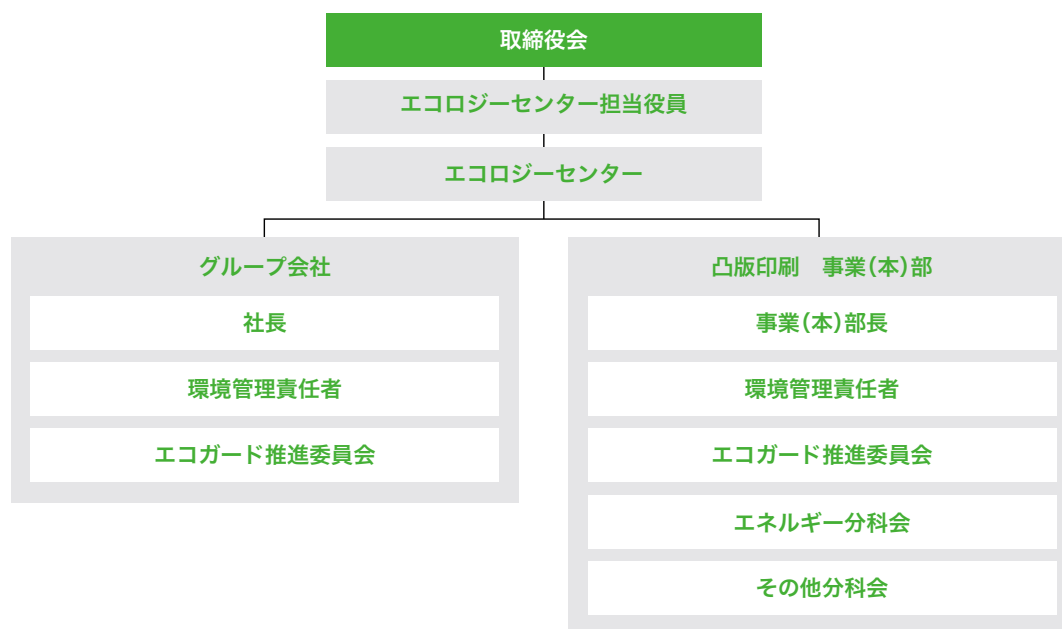 取締役会
エコロジーセンター担当役員
エコロジーセンター
グループ会社
社長
環境管理責任者
エコガード推進委員会
凸版印刷　事業(本)部
事業(本)部長
環境管理責任者
エコガード推進委員会
エネルギー分科会
その他分科会